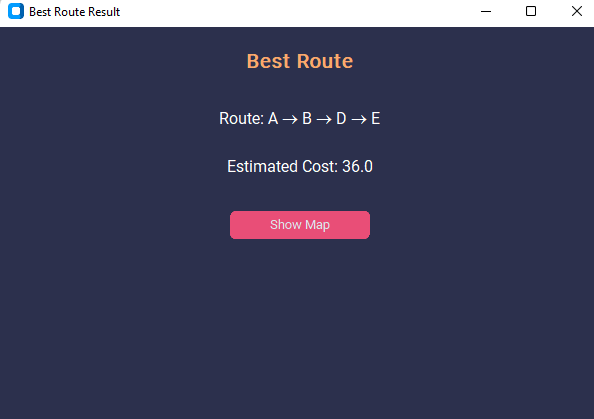 Best Route Result
Best Route
Route: A → B → D → E
Estimated Cost: 36.0
Show Map